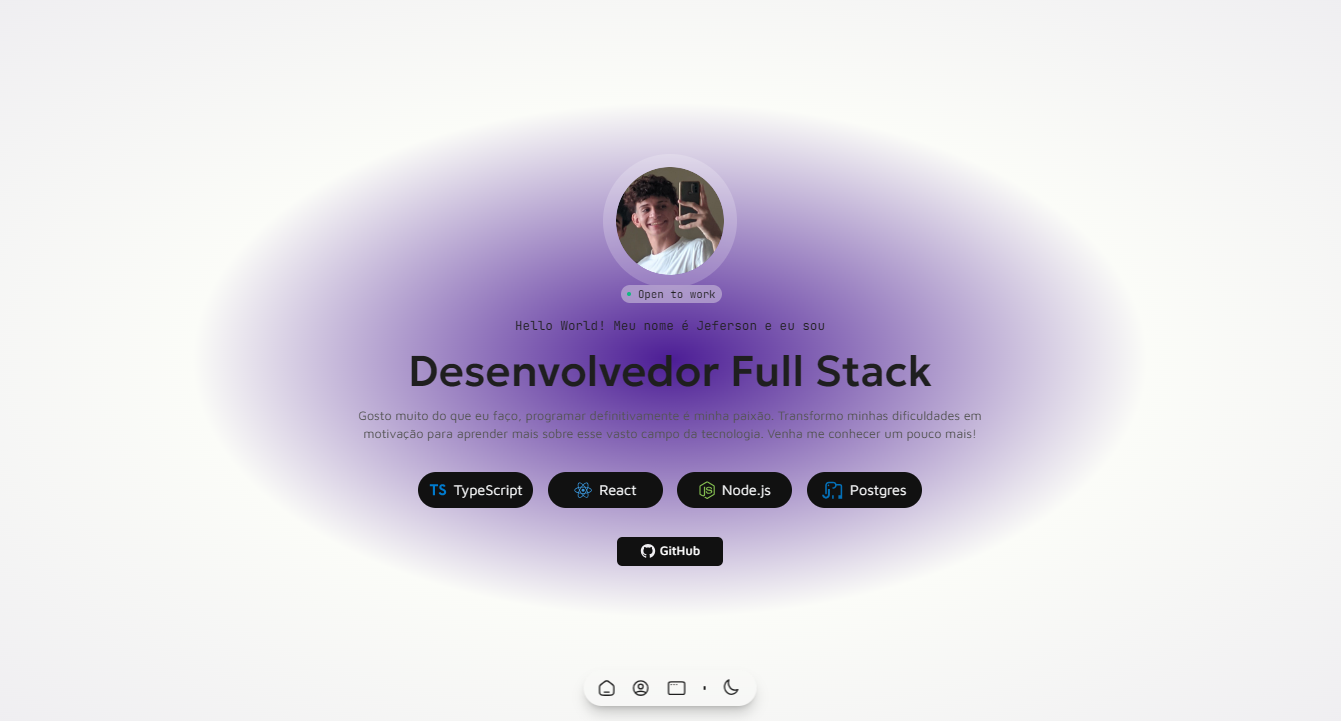 Open to work
Hello World! Meu nome é Jeferson e eu sou
Desenvolvedor Full Stack
Gosto muito do que eu faço, programar definitivamente é minha paixão. Transformo minhas dificuldades em
motivação para aprender mais sobre esse vasto campo da tecnologia. Venha me conhecer um pouco mais!
TS TypeScript
React
JS Node.js
Postgres
GitHub